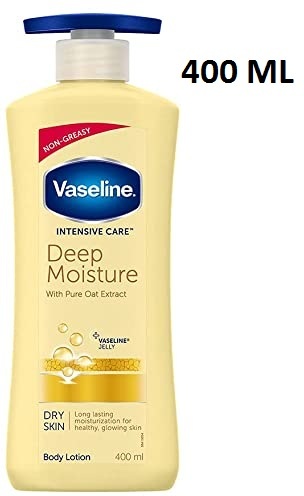 400 ML
NON-GREASY
Vaseline.
INTENSIVE CARE™
Deep
Moisture
With Pure Oat Extract
VASELINE®
JELLY
DRY
SKIN
Long lasting
moisturization for
healthy, glowing skin
Body Lotion
400 ml